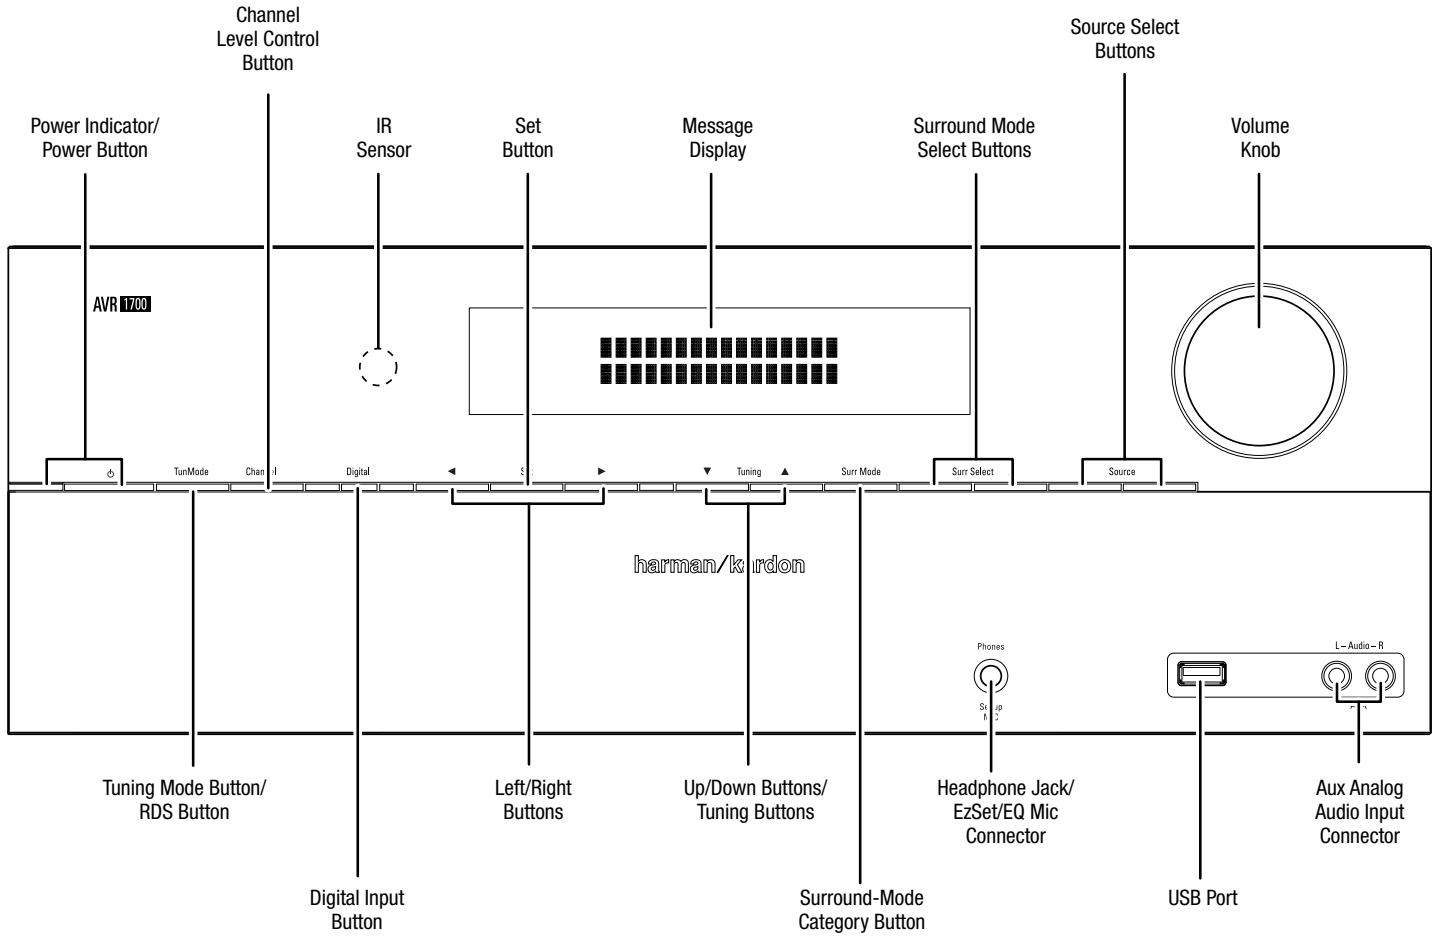 Channel
Level Control
Button
Source Select
Buttons
Power Indicator/
Power Button
IR
Sensor
Set
Button
Message
Display
Surround Mode
Select Buttons
Volume
Knob
AVR 1700
TunMode
Channel
Digital
Tuning
Surr Mode
Surr Select
Source
harman/kardon
Phones
L – Audio – R
Tuning Mode Button/
RDS Button
Left/Right
Buttons
Up/Down Buttons/
Tuning Buttons
Headphone Jack/
EzSet/EQ Mic
Connector
Aux Analog
Audio Input
Connector
Digital Input
Button
Surround-Mode
Category Button
USB Port